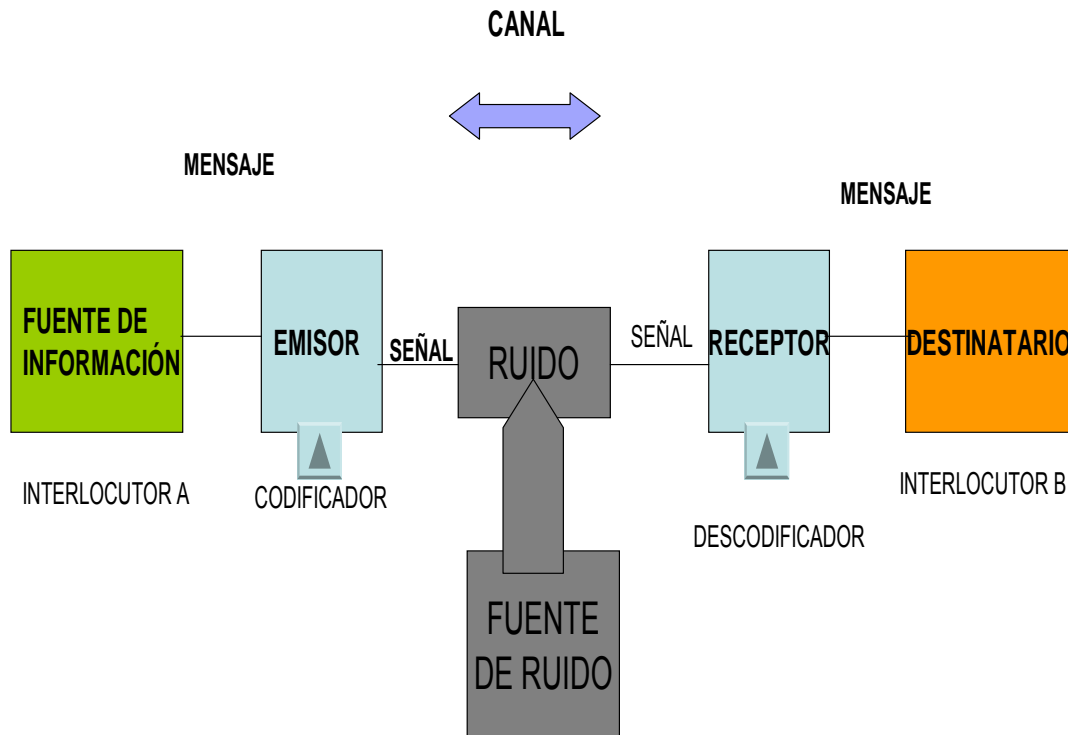 CANAL
MENSAJE
MENSAJE
FUENTE DE
INFORMACIÓN
EMISOR
SEÑAL
RUIDO
SEÑAL
RECEPTOR
DESTINATARIO
INTERLOCUTOR A
CODIFICADOR
DESCODIFICADOR
INTERLOCUTOR B
FUENTE
DE RUIDO